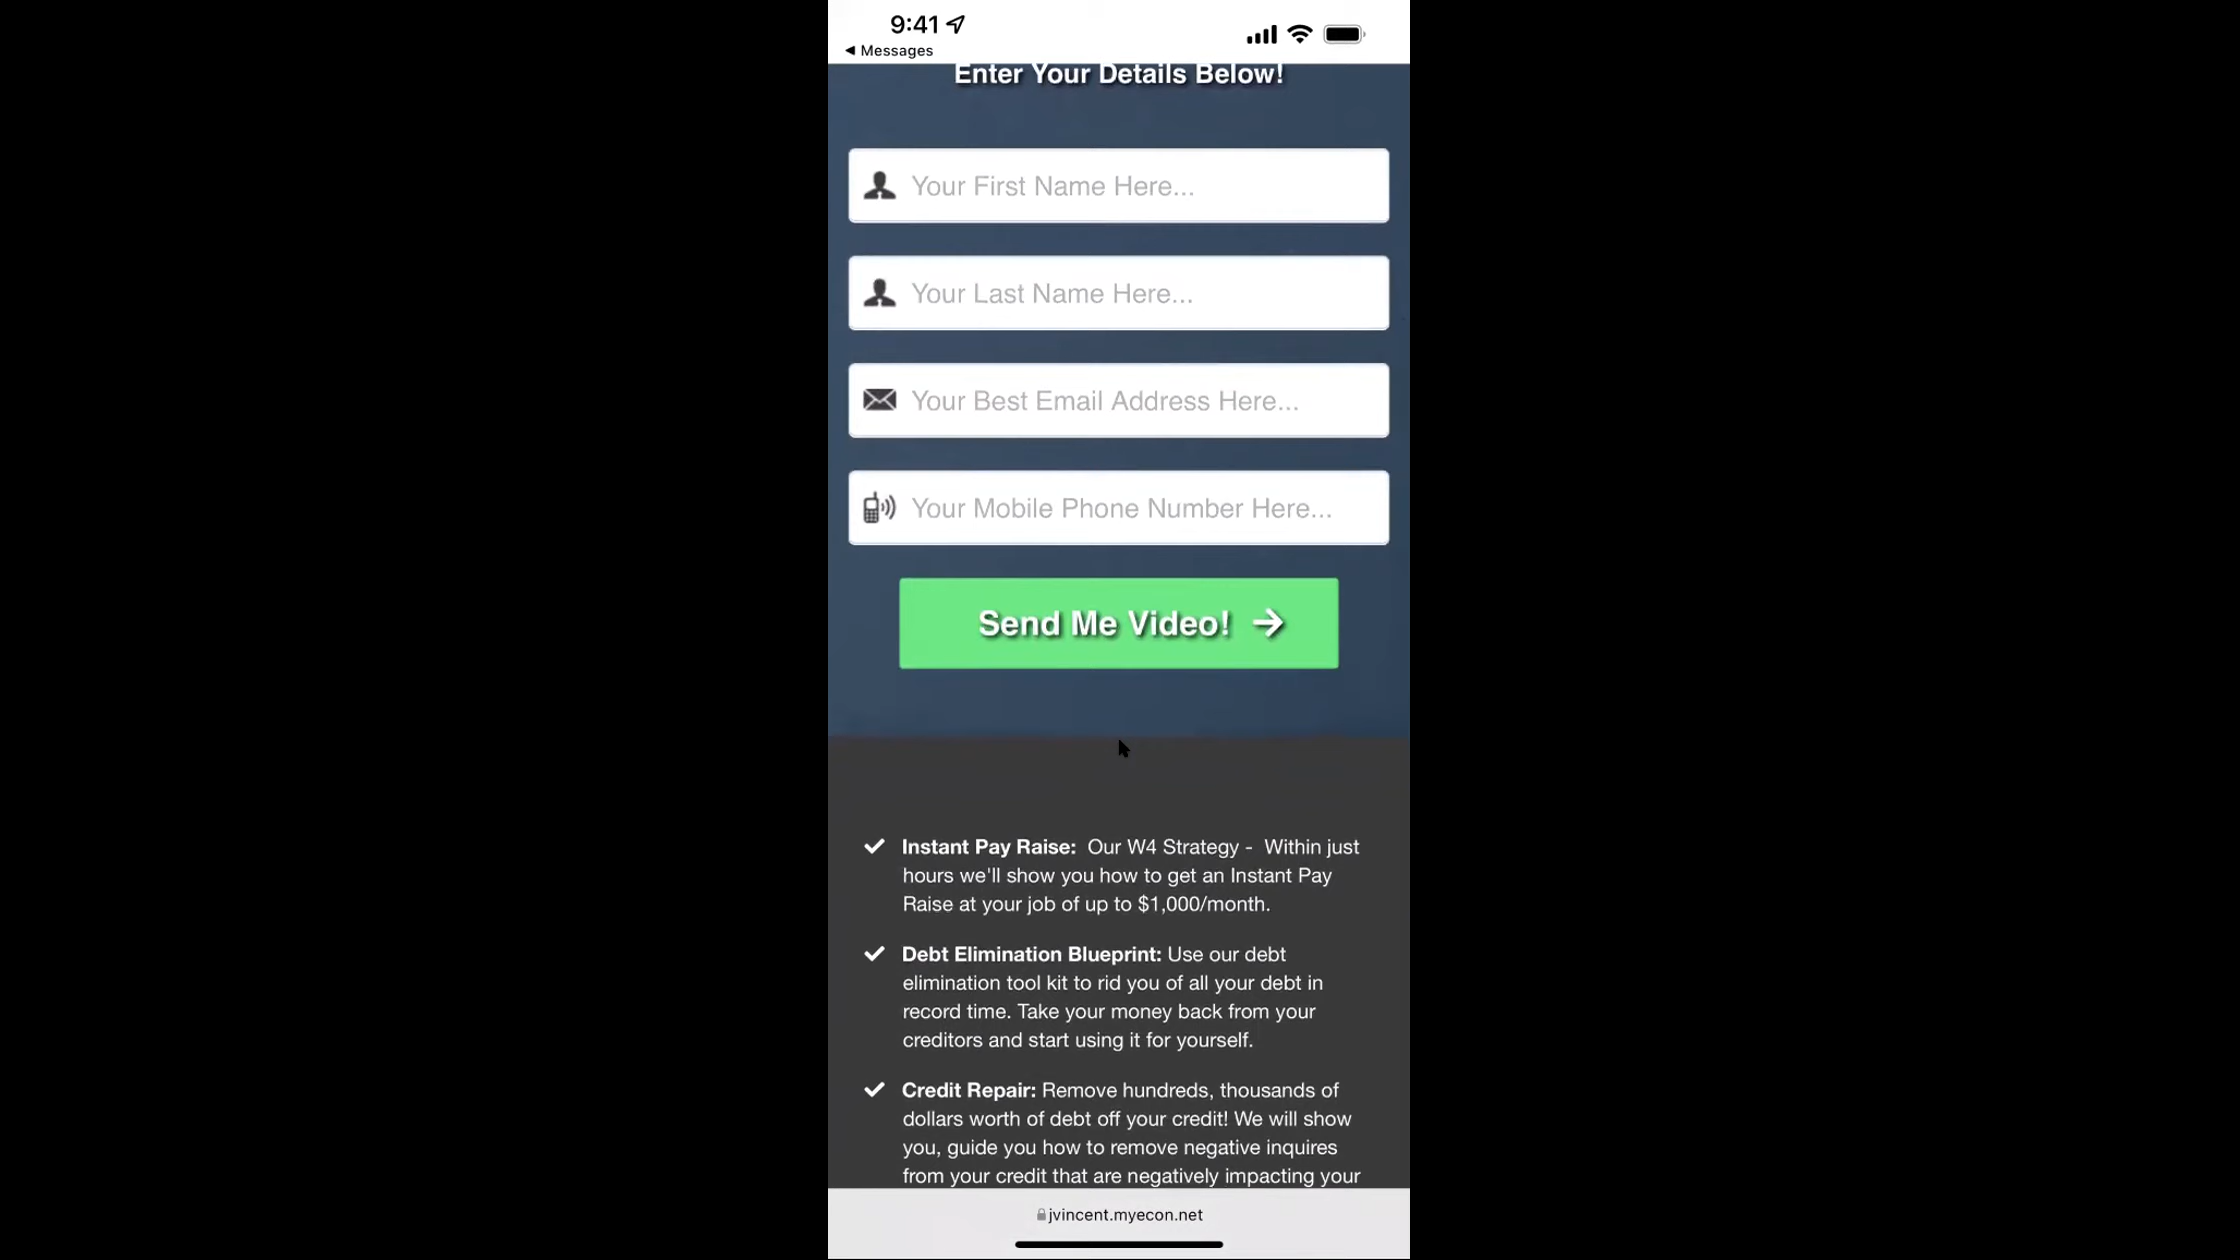 9:41
◀ Messages
Enter Your Details Below!
Your First Name Here...
Your Last Name Here...
Your Best Email Address Here...
Your Mobile Phone Number Here...
Send Me Video!
Instant Pay Raise: Our W4 Strategy - Within just
hours we'll show you how to get an Instant Pay
Raise at your job of up to $1,000/month.
Debt Elimination Blueprint: Use our debt
elimination tool kit to rid you of all your debt in
record time. Take your money back from your
creditors and start using it for yourself.
Credit Repair: Remove hundreds, thousands of
dollars worth of debt off your credit! We will show
you, guide you how to remove negative inquires
from your credit that are negatively impacting your
jvincent.myecon.net